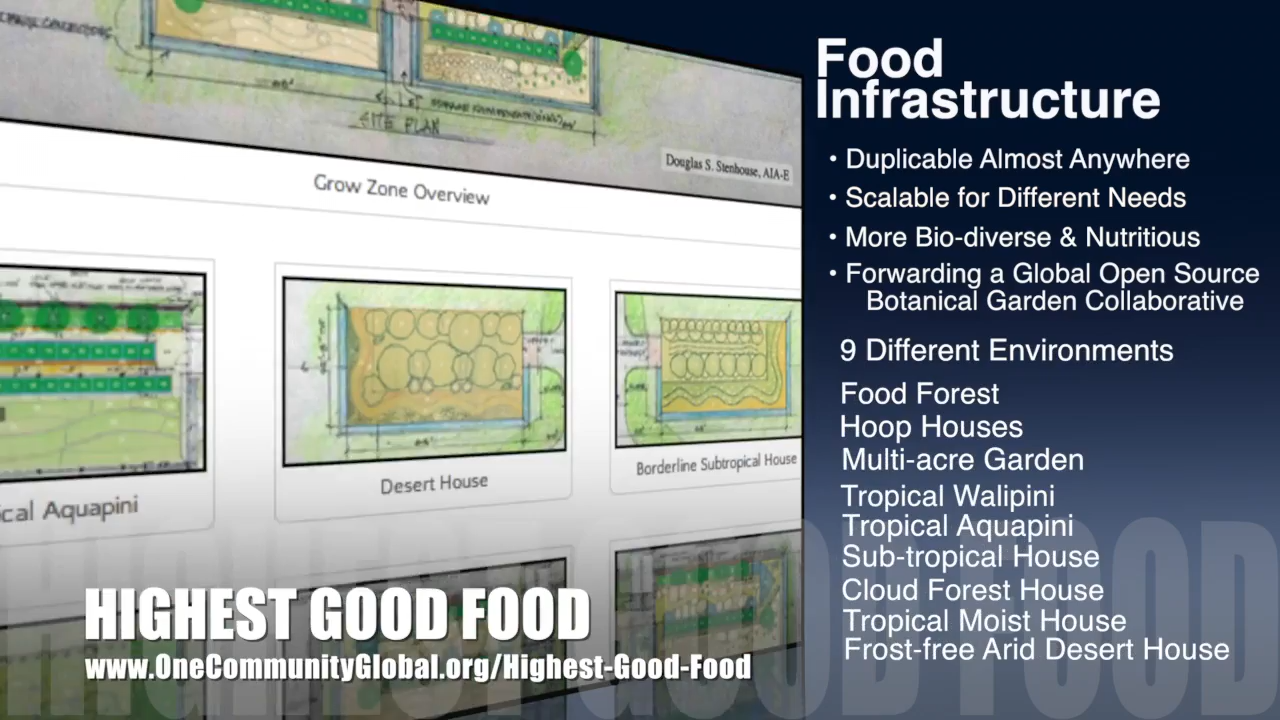 SITE PLAN
Douglas S. Stenhouse, AIA-E
Grow Zone Overview
ical Aquapini
Desert House
Borderline Subtropical House
HIGHEST GOOD FOOD
www.OneCommunityGlobal.org/Highest-Good-Food
Food
Infrastructure
• Duplicable Almost Anywhere
• Scalable for Different Needs
• More Bio-diverse & Nutritious
• Forwarding a Global Open Source
Botanical Garden Collaborative
9 Different Environments
Food Forest
Hoop Houses
Multi-acre Garden
Tropical Walipini
Tropical Aquapini
Sub-tropical House
Cloud Forest House
Tropical Moist House
Frost-free Arid Desert House
HIGHEST GOOD FOOD